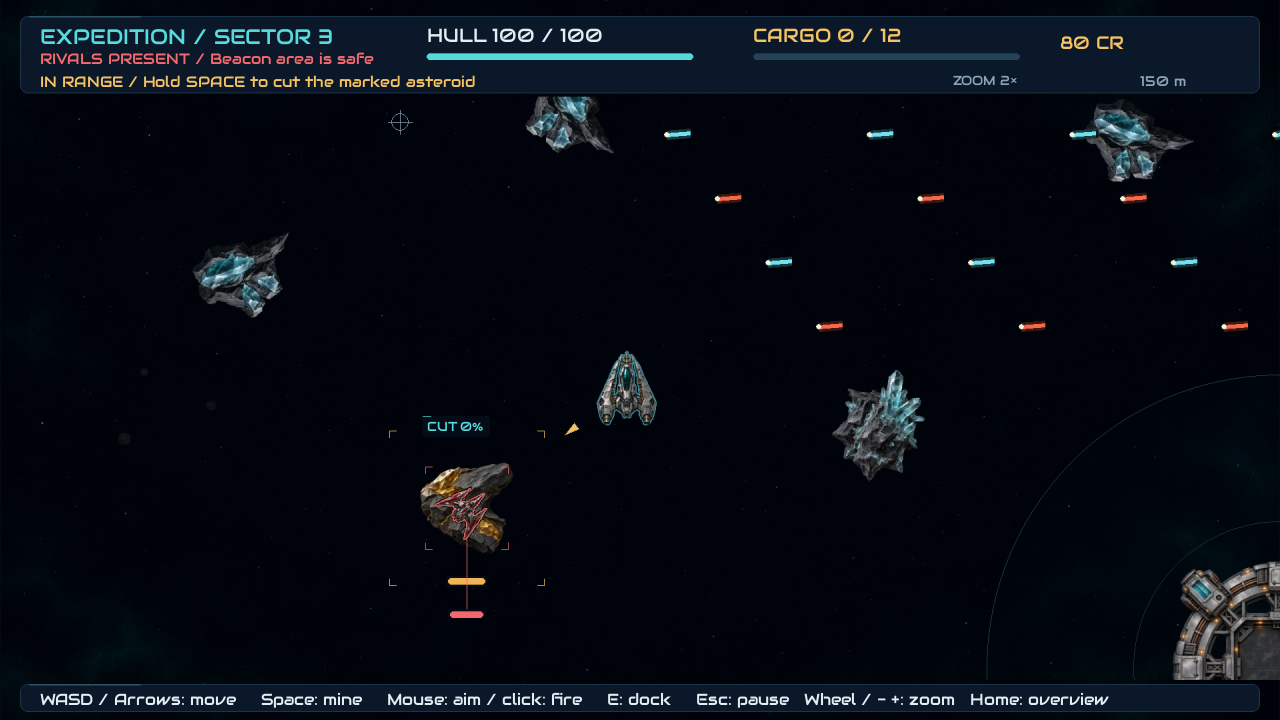 EXPEDITION / SECTOR 3
HULL 100 / 100
CARGO 0 / 12
80 CR
RIVALS PRESENT / Beacon area is safe
IN RANGE / Hold SPACE to cut the marked asteroid
ZOOM 2×
150 m
CUT 0%
WASD / Arrows: move
Space: mine
Mouse: aim / click: fire
E: dock
Esc: pause
Wheel / - +: zoom
Home: overview